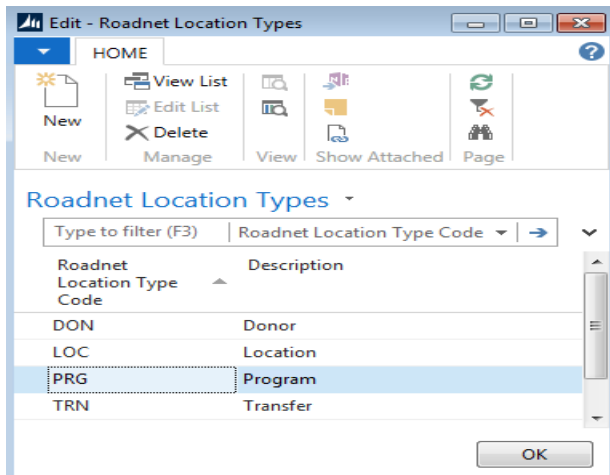 Edit - Roadnet Location Types
HOME
New
View List
Edit List
Delete
New
Manage
View
Show Attached
Page
Roadnet Location Types
Type to filter (F3)
Roadnet Location Type Code
Roadnet
Location Type
Code
Description
DON Donor
LOC Location
PRG Program
TRN Transfer
OK